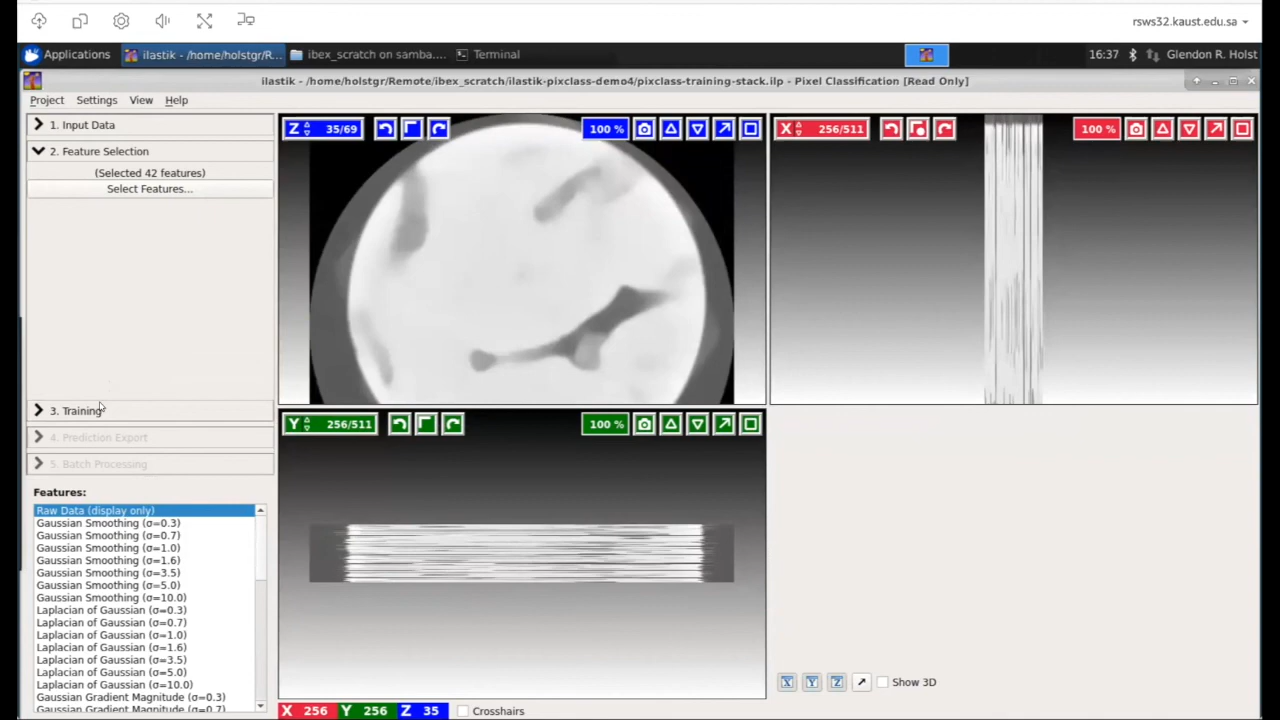 rsws32.kaust.edu.sa
Applications
ilastik - /home/holstgr/R...
ibex_scratch on samba....
Terminal
16:37
Glendon R. Holst
ilastik - /home/holstgr/Remote/ibex_scratch/ilastik-pixclass-demo4/pixclass-training-stack.ilp - Pixel Classification [Read Only]
Project
Settings
View
Help
1. Input Data
2. Feature Selection
(Selected 42 features)
Select Features...
3. Training
4. Prediction Export
5. Batch Processing
Features:
Raw Data (display only)
Gaussian Smoothing (σ=0.3)
Gaussian Smoothing (σ=0.7)
Gaussian Smoothing (σ=1.0)
Gaussian Smoothing (σ=1.6)
Gaussian Smoothing (σ=3.5)
Gaussian Smoothing (σ=5.0)
Gaussian Smoothing (σ=10.0)
Laplacian of Gaussian (σ=0.3)
Laplacian of Gaussian (σ=0.7)
Laplacian of Gaussian (σ=1.0)
Laplacian of Gaussian (σ=1.6)
Laplacian of Gaussian (σ=3.5)
Laplacian of Gaussian (σ=5.0)
Laplacian of Gaussian (σ=10.0)
Gaussian Gradient Magnitude (σ=0.3)
Gaussian Gradient Magnitude (σ=0.7)
Z 35/69
100 %
X 256/511
100 %
Y 256/511
100 %
X Y Z
Show 3D
X 256 Y 256 Z 35
Crosshairs